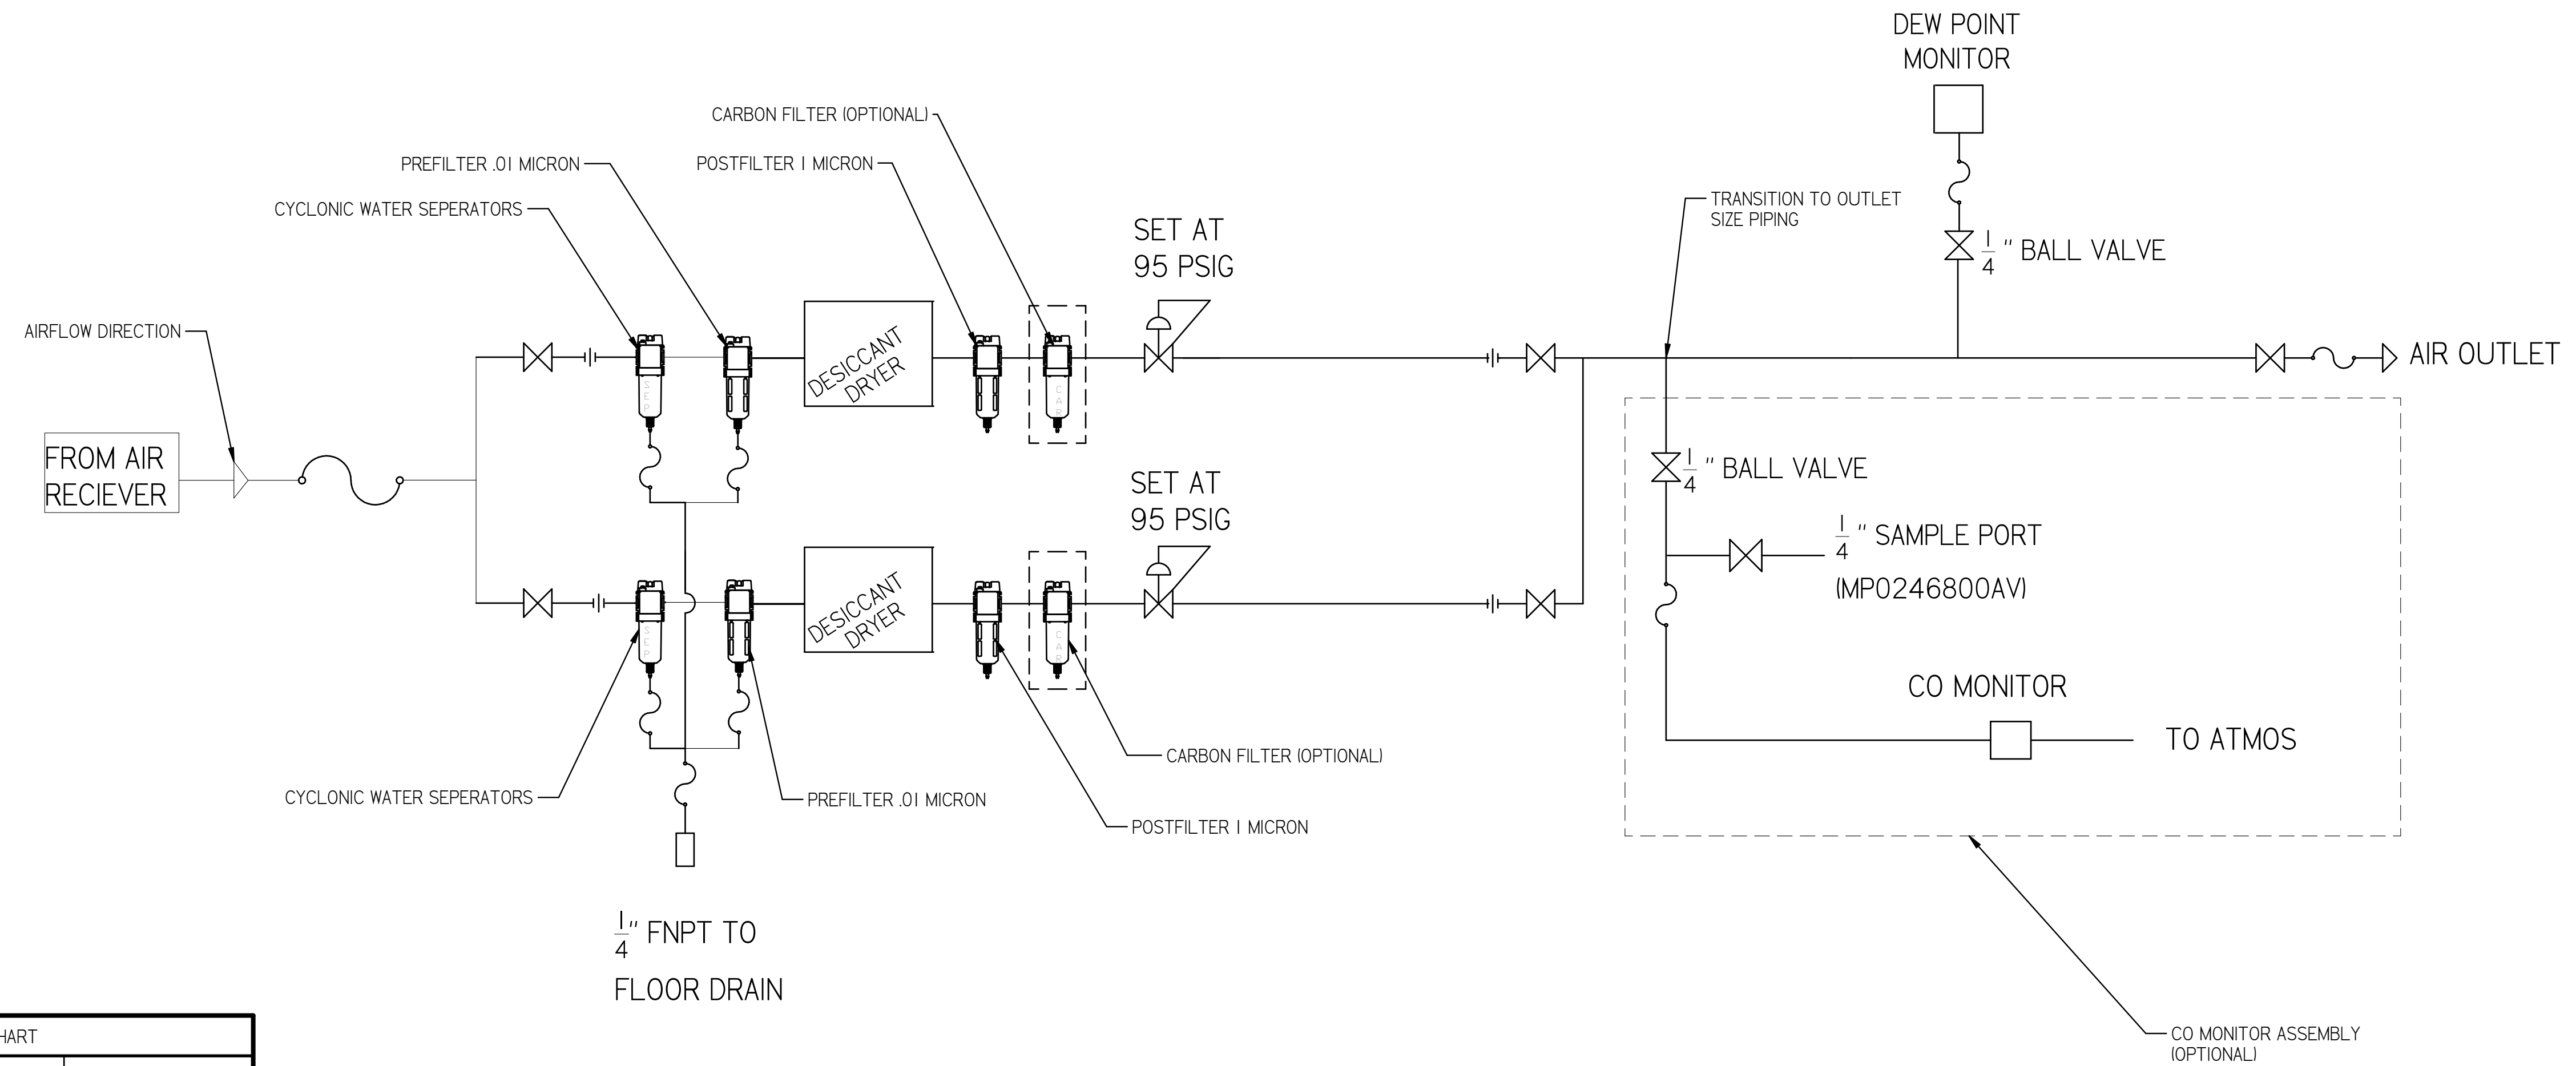 DEW POINT
MONITOR
CARBON FILTER (OPTIONAL)
PREFILTER .01 MICRON
POSTFILTER 1 MICRON
CYCLONIC WATER SEPERATORS
TRANSITION TO OUTLET
SIZE PIPING
SET AT
95 PSIG
1/4 " BALL VALVE
AIRFLOW DIRECTION
DESICCANT
DRYER
AIR OUTLET
SEP
CAR
FROM AIR
RECIEVER
1/4 " BALL VALVE
SET AT
95 PSIG
1/4 " SAMPLE PORT
(MP0246800AV)
DESICCANT
DRYER
SEP
CAR
CO MONITOR
TO ATMOS
CARBON FILTER (OPTIONAL)
CYCLONIC WATER SEPERATORS
PREFILTER .01 MICRON
POSTFILTER 1 MICRON
1/4" FNPT TO
FLOOR DRAIN
CO MONITOR ASSEMBLY
(OPTIONAL)